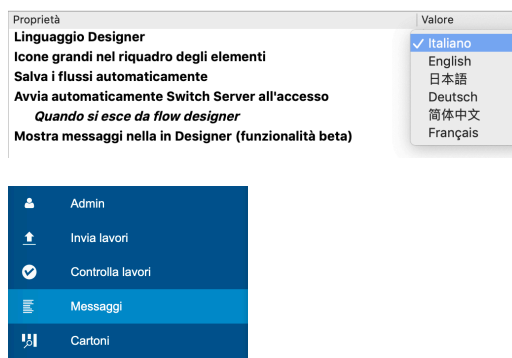 Proprietà Valore
Linguaggio Designer
✓ Italiano
Icone grandi nel riquadro degli elementi
English
Salva i flussi automaticamente
日本語
Avvia automaticamente Switch Server all'accesso
Deutsch
Quando si esce da flow designer
简体中文
Mostra messaggi nella in Designer (funzionalità beta)
Français
Admin
Invia lavori
Controlla lavori
Messaggi
Cartoni